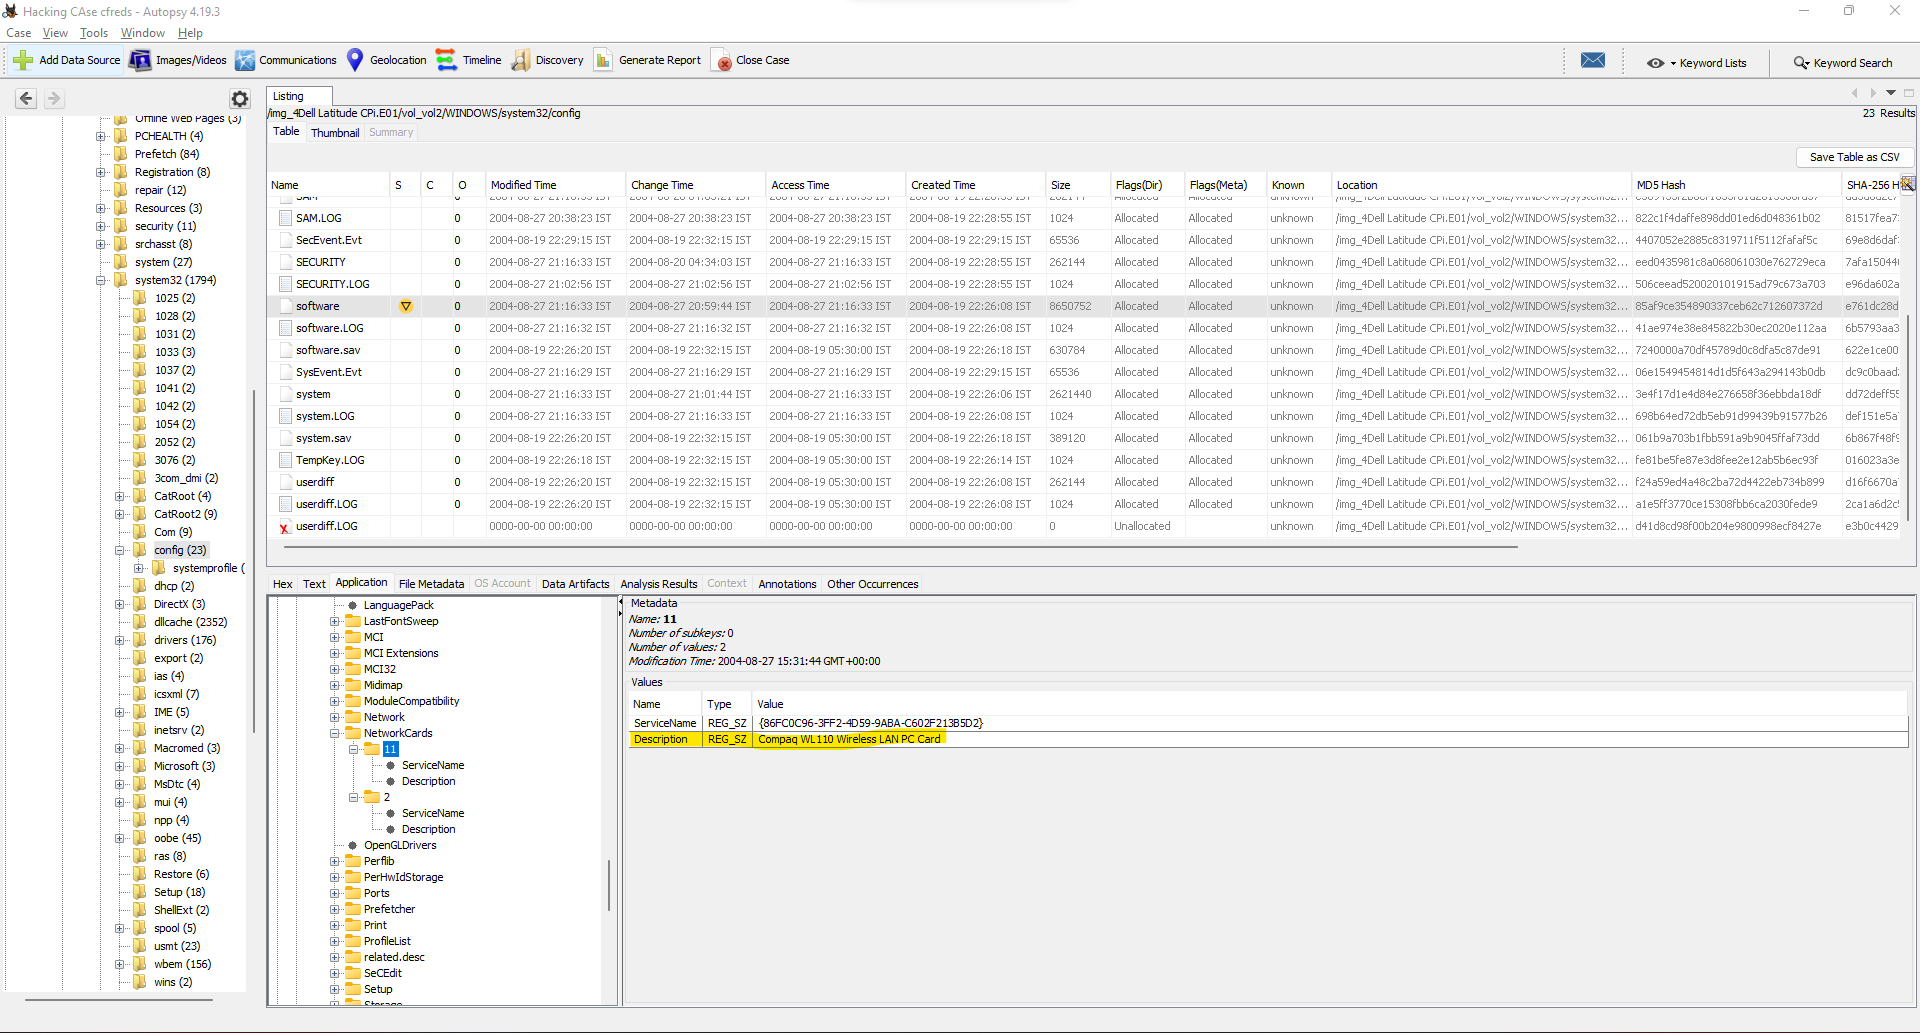 Hacking CAse cfreds - Autopsy 4.19.3
Case View Tools Window Help
Add Data Source Images/Videos Communications Geolocation Timeline Discovery Generate Report Close Case Keyword Lists Keyword Search
Listing
/img_4Dell Latitude CPi.E01/vol_vol2/WINDOWS/system32/config
23 Results
Table Thumbnail Summary
Save Table as CSV
Name S C O Modified Time Change Time Access Time Created Time Size Flags(Dir) Flags(Meta) Known Location MD5 Hash SHA-256 H
SAM.LOG 0 2004-08-27 20:38:23 IST 2004-08-27 20:38:23 IST 2004-08-27 20:38:23 IST 2004-08-19 22:28:55 IST 1024 Allocated Allocated unknown /img_4Dell Latitude CPi.E01/vol_vol2/WINDOWS/system32... 822c1f4daffe898dd01ed6d048361b02 81517fea7
SecEvent.Evt 0 2004-08-19 22:29:15 IST 2004-08-19 22:32:15 IST 2004-08-19 22:29:15 IST 2004-08-19 22:29:15 IST 65536 Allocated Allocated unknown /img_4Dell Latitude CPi.E01/vol_vol2/WINDOWS/system32... 4407052e2885c8319711f5112fafaf5c 69e8d6daf
SECURITY 0 2004-08-27 21:16:33 IST 2004-08-20 04:34:03 IST 2004-08-27 21:16:33 IST 2004-08-19 22:28:55 IST 262144 Allocated Allocated unknown /img_4Dell Latitude CPi.E01/vol_vol2/WINDOWS/system32... eed0435981c8a068061030e762729eca 7afa15044
SECURITY.LOG 0 2004-08-27 21:02:56 IST 2004-08-27 21:02:56 IST 2004-08-27 21:02:56 IST 2004-08-19 22:28:55 IST 1024 Allocated Allocated unknown /img_4Dell Latitude CPi.E01/vol_vol2/WINDOWS/system32... 506ceead520020101915ad79c673a703 e96da602a
software 0 2004-08-27 21:16:33 IST 2004-08-27 20:59:44 IST 2004-08-27 21:16:33 IST 2004-08-19 22:26:08 IST 8650752 Allocated Allocated unknown /img_4Dell Latitude CPi.E01/vol_vol2/WINDOWS/system32... 85af9ce354890337ceb62c712607372d e761dc28d
software.LOG 0 2004-08-27 21:16:32 IST 2004-08-27 21:16:32 IST 2004-08-27 21:16:32 IST 2004-08-19 22:26:08 IST 1024 Allocated Allocated unknown /img_4Dell Latitude CPi.E01/vol_vol2/WINDOWS/system32... 41ae974e38e845822b30ec2020e112aa 6b5793aa3
software.sav 0 2004-08-19 22:26:20 IST 2004-08-19 22:32:15 IST 2004-08-19 05:30:00 IST 2004-08-19 22:26:18 IST 630784 Allocated Allocated unknown /img_4Dell Latitude CPi.E01/vol_vol2/WINDOWS/system32... 7240000a70df45789d0c8dfa5c87de91 622e1ce00
SysEvent.Evt 0 2004-08-27 21:16:29 IST 2004-08-27 21:16:29 IST 2004-08-27 21:16:29 IST 2004-08-19 22:29:15 IST 65536 Allocated Allocated unknown /img_4Dell Latitude CPi.E01/vol_vol2/WINDOWS/system32... 06e1549454814d1d5f643a294143b0db dc9c0baad
system 0 2004-08-27 21:16:33 IST 2004-08-27 21:01:44 IST 2004-08-27 21:16:33 IST 2004-08-19 22:26:06 IST 2621440 Allocated Allocated unknown /img_4Dell Latitude CPi.E01/vol_vol2/WINDOWS/system32... 3e4f17d1e4d84e276658f36ebbda18df dd72deff55
system.LOG 0 2004-08-27 21:16:33 IST 2004-08-27 21:16:33 IST 2004-08-27 21:16:33 IST 2004-08-19 22:26:08 IST 1024 Allocated Allocated unknown /img_4Dell Latitude CPi.E01/vol_vol2/WINDOWS/system32... 698b64ed72db5eb91d99439b91577b26 def151e5a
system.sav 0 2004-08-19 22:26:20 IST 2004-08-19 22:32:15 IST 2004-08-19 05:30:00 IST 2004-08-19 22:26:18 IST 389120 Allocated Allocated unknown /img_4Dell Latitude CPi.E01/vol_vol2/WINDOWS/system32... 061b9a703b1fbb591a9b9045ffaf73dd 6b867f48f9
TempKey.LOG 0 2004-08-19 22:26:18 IST 2004-08-19 22:32:15 IST 2004-08-19 05:30:00 IST 2004-08-19 22:26:14 IST 1024 Allocated Allocated unknown /img_4Dell Latitude CPi.E01/vol_vol2/WINDOWS/system32... fe81be5fe87e3d8fee2e12ab5b6ec93f 016023a3e
userdiff 0 2004-08-19 22:26:20 IST 2004-08-19 22:32:15 IST 2004-08-19 05:30:00 IST 2004-08-19 22:26:08 IST 262144 Allocated Allocated unknown /img_4Dell Latitude CPi.E01/vol_vol2/WINDOWS/system32... f24a59ed4a48c2ba72d4422eb734b899 d16f6670a
userdiff.LOG 0 2004-08-19 22:26:20 IST 2004-08-19 22:32:15 IST 2004-08-19 05:30:00 IST 2004-08-19 22:26:08 IST 1024 Allocated Allocated unknown /img_4Dell Latitude CPi.E01/vol_vol2/WINDOWS/system32... a1e5ff3770ce15308fbb6ca2030fede9 2ca1a6d2c
userdiff.LOG 0000-00-00 00:00:00 0000-00-00 00:00:00 0000-00-00 00:00:00 0000-00-00 00:00:00 0 Unallocated unknown /img_4Dell Latitude CPi.E01/vol_vol2/WINDOWS/system32... d41d8cd98f00b204e9800998ecf8427e e3b0c4429
Offline Web Pages (3)
PCHEALTH (4)
Prefetch (84)
Registration (8)
repair (12)
Resources (3)
security (11)
srchasst (8)
system (27)
system32 (1794)
1025 (2)
1028 (2)
1031 (2)
1033 (3)
1037 (2)
1041 (2)
1042 (2)
1054 (2)
2052 (2)
3076 (2)
3com_dmi (2)
CatRoot (4)
CatRoot2 (9)
Com (9)
config (23)
systemprofile (
dhcp (2)
DirectX (3)
dllcache (2352)
drivers (176)
export (2)
ias (4)
icsxml (7)
IME (5)
inetsrv (2)
Macromed (3)
Microsoft (3)
MsDtc (4)
mui (4)
npp (4)
oobe (45)
ras (8)
Restore (6)
Setup (18)
ShellExt (2)
spool (5)
usmt (23)
wbem (156)
wins (2)
Hex Text Application File Metadata OS Account Data Artifacts Analysis Results Context Annotations Other Occurrences
LanguagePack
LastFontSweep
MCI
MCI Extensions
MCI32
Midimap
ModuleCompatibility
Network
NetworkCards
11
ServiceName
Description
2
ServiceName
Description
OpenGLDrivers
Perflib
PerHwIdStorage
Ports
Prefetcher
Print
ProfileList
related.desc
SeCEdit
Setup
Storage
Metadata
Name: 11
Number of subkeys: 0
Number of values: 2
Modification Time: 2004-08-27 15:31:44 GMT+00:00
Values
Name Type Value
ServiceName REG_SZ {86FC0C96-3FF2-4D59-9ABA-C602F213B5D2}
Description REG_SZ Compaq WL110 Wireless LAN PC Card